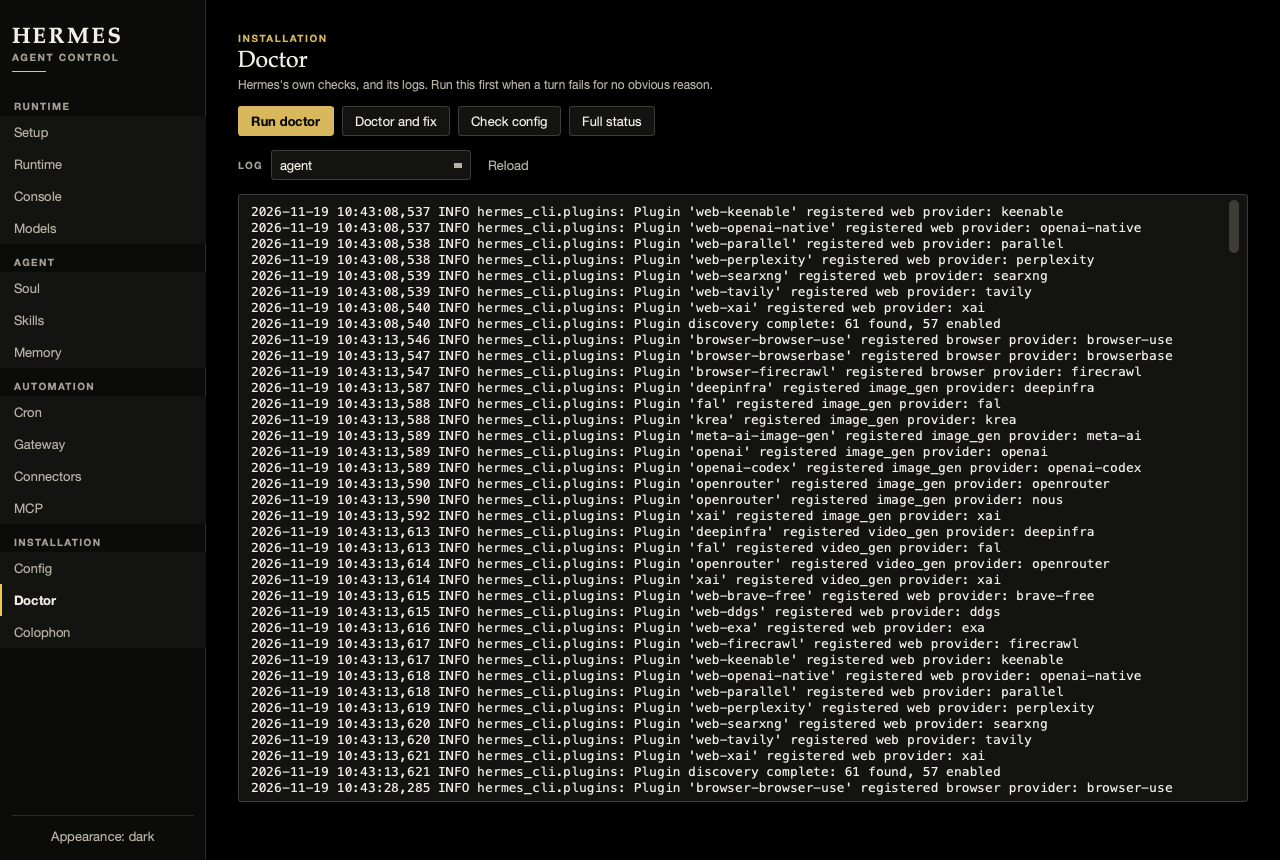 HERMES
AGENT CONTROL
RUNTIME
Setup
Runtime
Console
Models
AGENT
Soul
Skills
Memory
AUTOMATION
Cron
Gateway
Connectors
MCP
INSTALLATION
Config
Doctor
Colophon
Appearance: dark
INSTALLATION
Doctor
Hermes's own checks, and its logs. Run this first when a turn fails for no obvious reason.
Run doctor
Doctor and fix
Check config
Full status
LOG
agent
Reload
2026-11-19 10:43:08,537 INFO hermes_cli.plugins: Plugin 'web-keenable' registered web provider: keenable
2026-11-19 10:43:08,537 INFO hermes_cli.plugins: Plugin 'web-openai-native' registered web provider: openai-native
2026-11-19 10:43:08,538 INFO hermes_cli.plugins: Plugin 'web-parallel' registered web provider: parallel
2026-11-19 10:43:08,538 INFO hermes_cli.plugins: Plugin 'web-perplexity' registered web provider: perplexity
2026-11-19 10:43:08,539 INFO hermes_cli.plugins: Plugin 'web-searxng' registered web provider: searxng
2026-11-19 10:43:08,539 INFO hermes_cli.plugins: Plugin 'web-tavily' registered web provider: tavily
2026-11-19 10:43:08,540 INFO hermes_cli.plugins: Plugin 'web-xai' registered web provider: xai
2026-11-19 10:43:08,540 INFO hermes_cli.plugins: Plugin discovery complete: 61 found, 57 enabled
2026-11-19 10:43:13,546 INFO hermes_cli.plugins: Plugin 'browser-browser-use' registered browser provider: browser-use
2026-11-19 10:43:13,547 INFO hermes_cli.plugins: Plugin 'browser-browserbase' registered browser provider: browserbase
2026-11-19 10:43:13,547 INFO hermes_cli.plugins: Plugin 'browser-firecrawl' registered browser provider: firecrawl
2026-11-19 10:43:13,587 INFO hermes_cli.plugins: Plugin 'deepinfra' registered image_gen provider: deepinfra
2026-11-19 10:43:13,588 INFO hermes_cli.plugins: Plugin 'fal' registered image_gen provider: fal
2026-11-19 10:43:13,588 INFO hermes_cli.plugins: Plugin 'krea' registered image_gen provider: krea
2026-11-19 10:43:13,589 INFO hermes_cli.plugins: Plugin 'meta-ai-image-gen' registered image_gen provider: meta-ai
2026-11-19 10:43:13,589 INFO hermes_cli.plugins: Plugin 'openai' registered image_gen provider: openai
2026-11-19 10:43:13,589 INFO hermes_cli.plugins: Plugin 'openai-codex' registered image_gen provider: openai-codex
2026-11-19 10:43:13,590 INFO hermes_cli.plugins: Plugin 'openrouter' registered image_gen provider: openrouter
2026-11-19 10:43:13,590 INFO hermes_cli.plugins: Plugin 'openrouter' registered image_gen provider: nous
2026-11-19 10:43:13,592 INFO hermes_cli.plugins: Plugin 'xai' registered image_gen provider: xai
2026-11-19 10:43:13,613 INFO hermes_cli.plugins: Plugin 'deepinfra' registered video_gen provider: deepinfra
2026-11-19 10:43:13,613 INFO hermes_cli.plugins: Plugin 'fal' registered video_gen provider: fal
2026-11-19 10:43:13,614 INFO hermes_cli.plugins: Plugin 'openrouter' registered video_gen provider: openrouter
2026-11-19 10:43:13,614 INFO hermes_cli.plugins: Plugin 'xai' registered video_gen provider: xai
2026-11-19 10:43:13,615 INFO hermes_cli.plugins: Plugin 'web-brave-free' registered web provider: brave-free
2026-11-19 10:43:13,615 INFO hermes_cli.plugins: Plugin 'web-ddgs' registered web provider: ddgs
2026-11-19 10:43:13,616 INFO hermes_cli.plugins: Plugin 'web-exa' registered web provider: exa
2026-11-19 10:43:13,617 INFO hermes_cli.plugins: Plugin 'web-firecrawl' registered web provider: firecrawl
2026-11-19 10:43:13,617 INFO hermes_cli.plugins: Plugin 'web-keenable' registered web provider: keenable
2026-11-19 10:43:13,618 INFO hermes_cli.plugins: Plugin 'web-openai-native' registered web provider: openai-native
2026-11-19 10:43:13,618 INFO hermes_cli.plugins: Plugin 'web-parallel' registered web provider: parallel
2026-11-19 10:43:13,619 INFO hermes_cli.plugins: Plugin 'web-perplexity' registered web provider: perplexity
2026-11-19 10:43:13,620 INFO hermes_cli.plugins: Plugin 'web-searxng' registered web provider: searxng
2026-11-19 10:43:13,620 INFO hermes_cli.plugins: Plugin 'web-tavily' registered web provider: tavily
2026-11-19 10:43:13,621 INFO hermes_cli.plugins: Plugin 'web-xai' registered web provider: xai
2026-11-19 10:43:13,621 INFO hermes_cli.plugins: Plugin discovery complete: 61 found, 57 enabled
2026-11-19 10:43:28,285 INFO hermes_cli.plugins: Plugin 'browser-browser-use' registered browser provider: browser-use